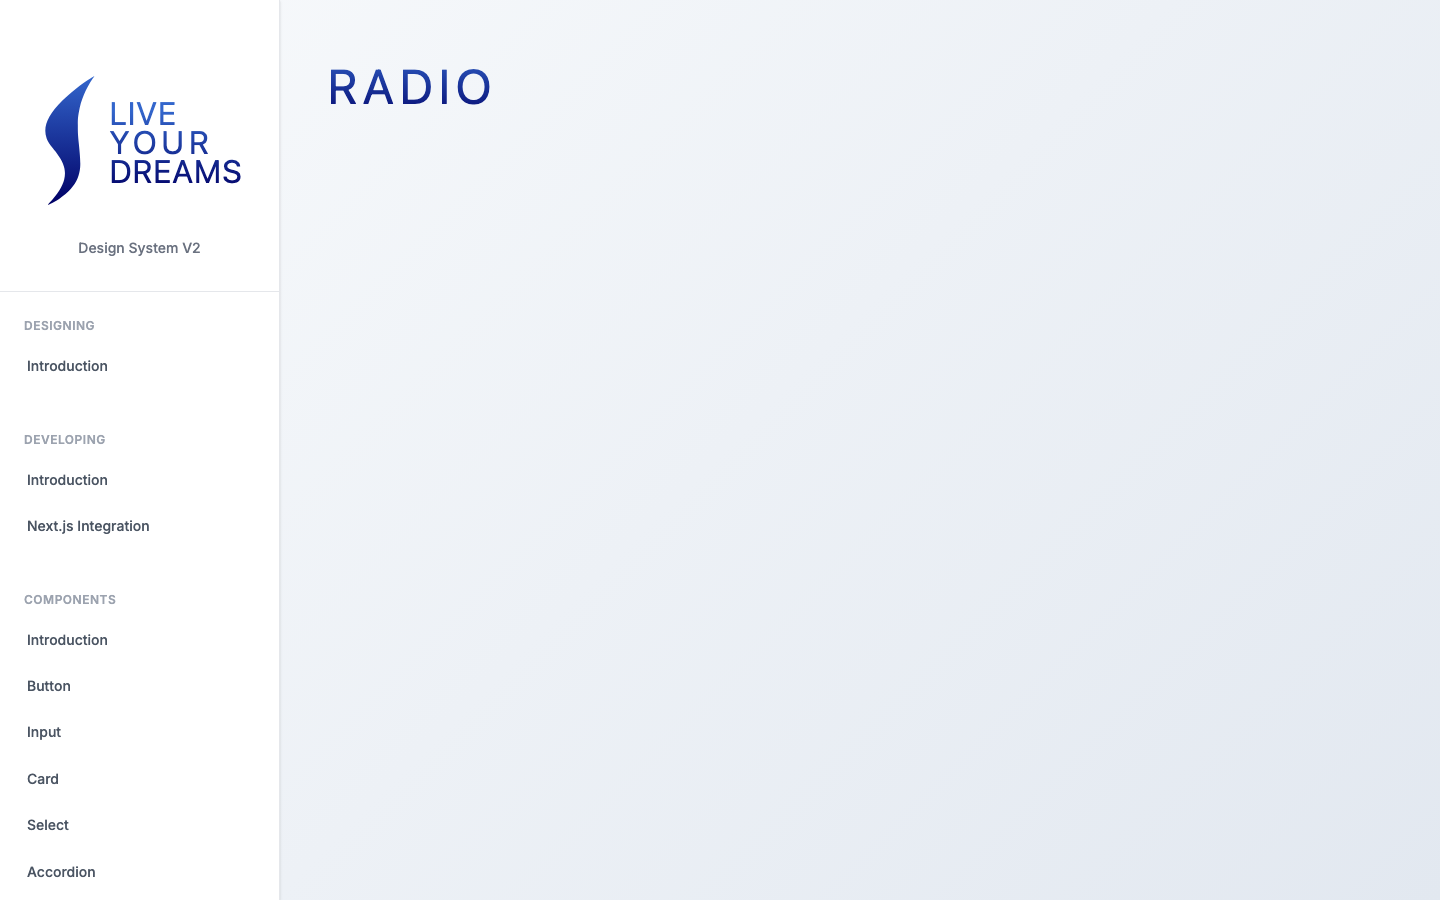 LIVE
YOUR
DREAMS
Design System V2
DESIGNING
Introduction
DEVELOPING
Introduction
Next.js Integration
COMPONENTS
Introduction
Button
Input
Card
Select
Accordion
RADIO